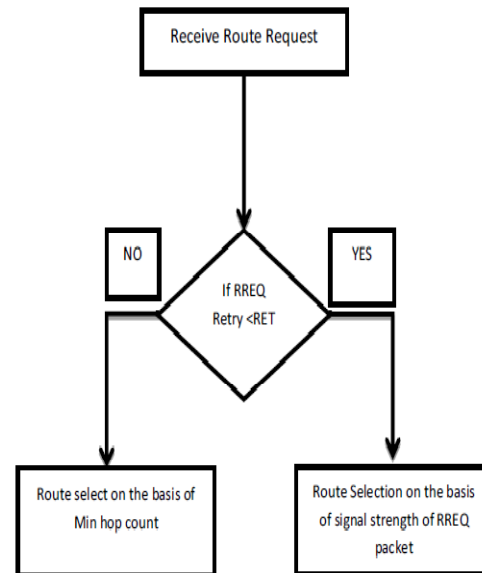 Receive Route Request
NO
YES
If RREQ
Retry <RET
Route select on the basis of
Min hop count
Route Selection on the basis
of signal strength of RREQ
packet